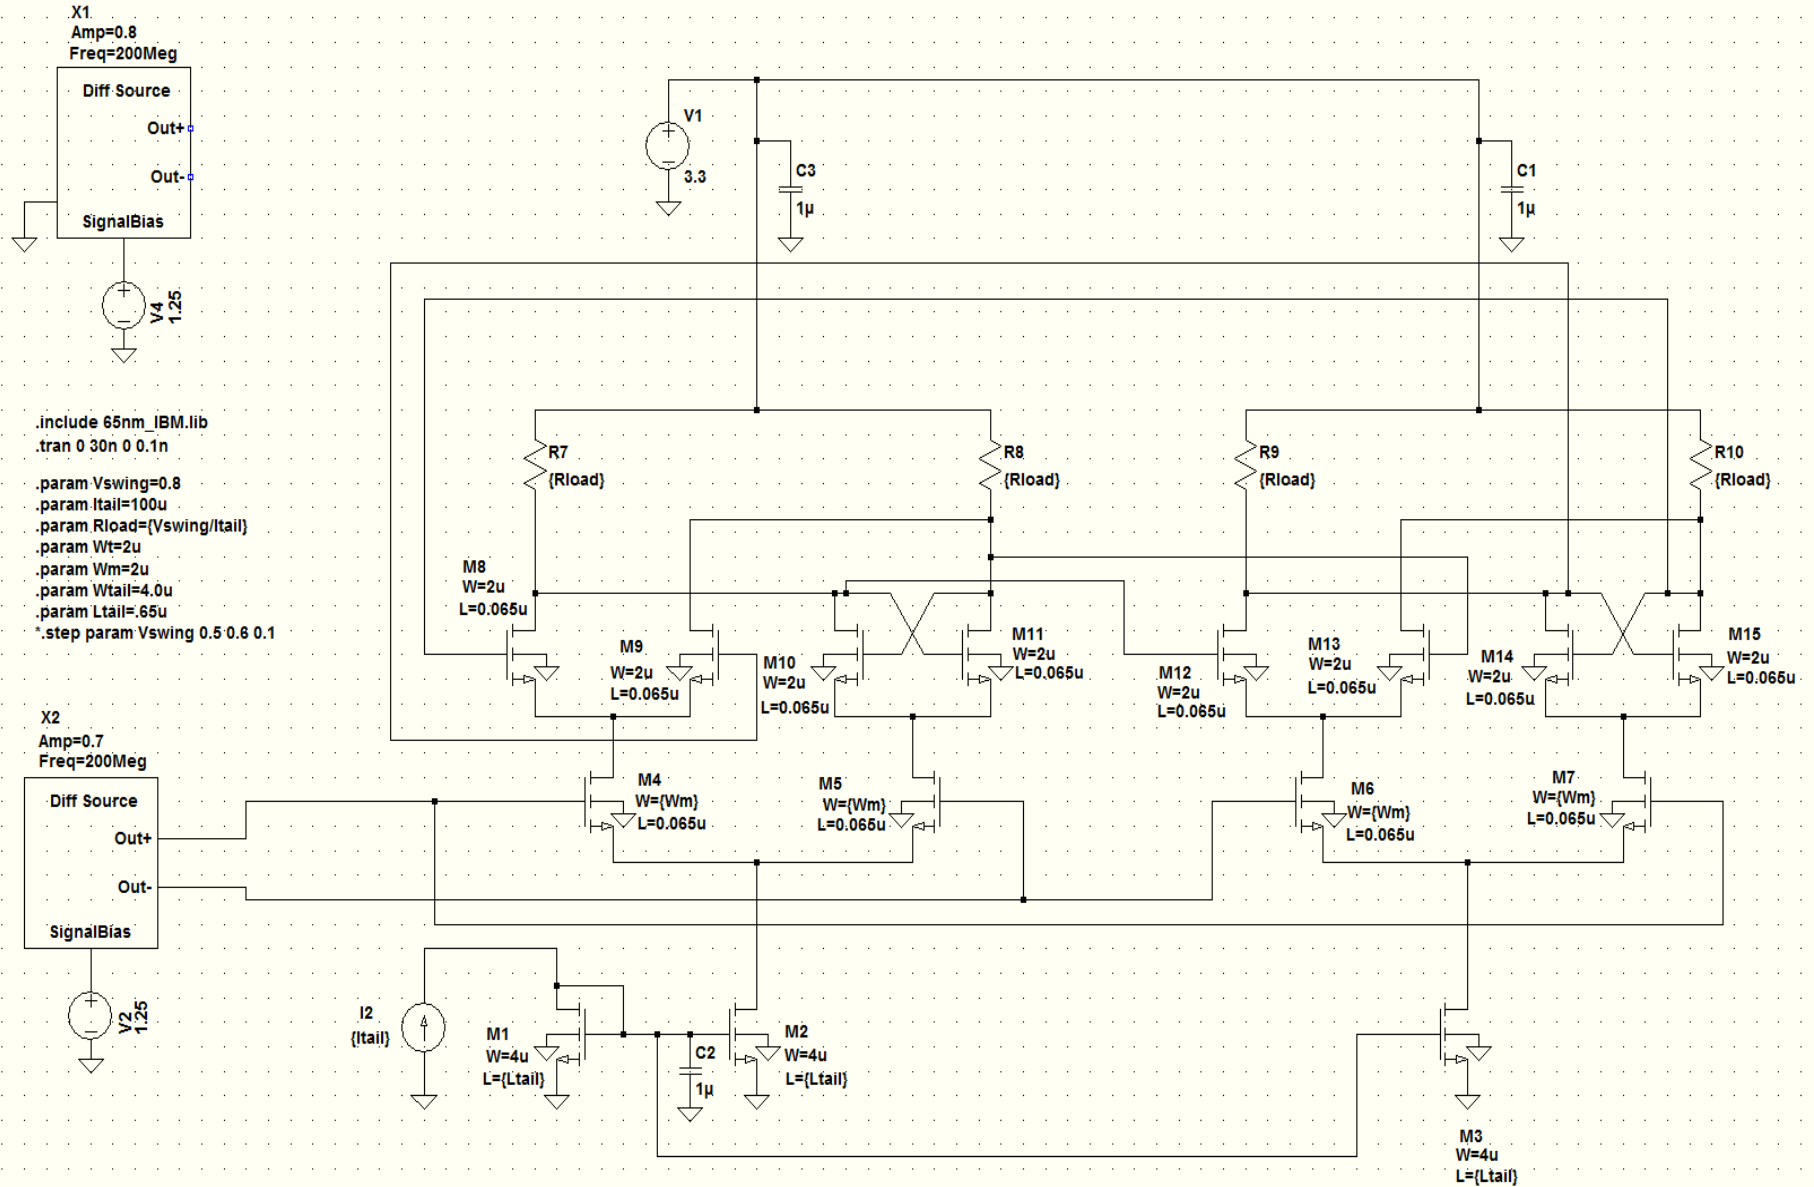 X1
Amp=0.8
Freq=200Meg
Diff Source
Out+
Out-
SignalBias
V4
1.25
V1
3.3
C3
1µ
C1
1µ
.include 65nm_IBM.lib
.tran 0 30n 0 0.1n
.param Vswing=0.8
.param Itail=100u
.param Rload={Vswing/Itail}
.param Wt=2u
.param Wm=2u
.param Wtail=4.0u
.param Ltail=.65u
*.step param Vswing 0.5 0.6 0.1
R7
{Rload}
R8
{Rload}
R9
{Rload}
R10
{Rload}
M8
W=2u
L=0.065u
M9
W=2u
L=0.065u
M10
W=2u
L=0.065u
M11
W=2u
L=0.065u
M12
W=2u
L=0.065u
M13
W=2u
L=0.065u
M14
W=2u
L=0.065u
M15
W=2u
L=0.065u
X2
Amp=0.7
Freq=200Meg
Diff Source
Out+
Out-
SignalBias
V2
1.25
M4
W={Wm}
L=0.065u
M5
W={Wm}
L=0.065u
M6
W={Wm}
L=0.065u
M7
W={Wm}
L=0.065u
I2
{Itail}
M1
W=4u
L={Ltail}
C2
1µ
M2
W=4u
L={Ltail}
M3
W=4u
L={Ltail}